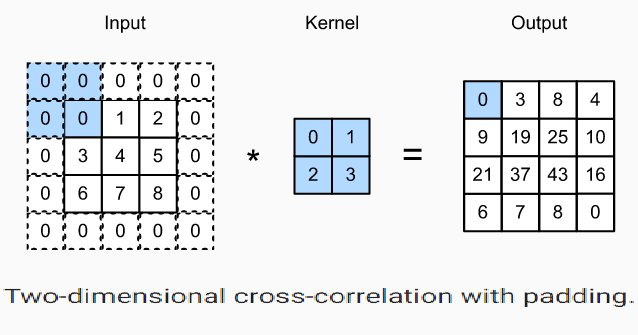 Input Kernel Output
0 0 0 0 0
0 0 1 2 0
0 3 4 5 0
0 6 7 8 0
0 0 0 0 0
*
0 1
2 3
=
0 3 8 4
9 19 25 10
21 37 43 16
6 7 8 0
Two-dimensional cross-correlation with padding.